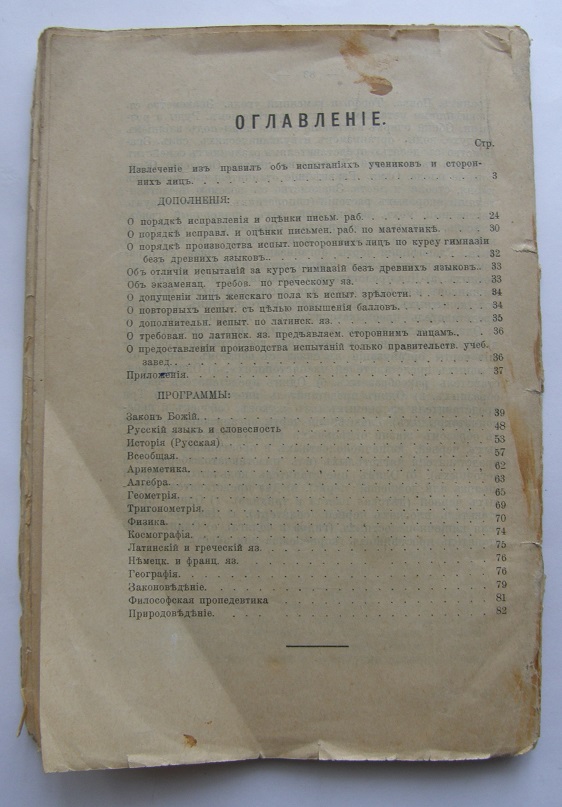 ОГЛАВЛЕНІЕ.
Стр.
Извлеченіе изъ правилъ объ испытаніяхъ учениковъ и сторон-
нихъ лицъ. 3
ДОПОЛНЕНІЯ:
О порядкѣ исправленія и оцѣнки письм. раб. 24
О порядкѣ исправл. и оцѣнки письмен. раб. по математикѣ. 30
О порядкѣ производства испыт. постороннихъ лицъ по курсу гимназіи
безъ древнихъ языковъ. 32
Объ отличіи испытаній за курсъ гимназій безъ древнихъ языковъ. 33
Объ экзаменац. требов. по греческому яз. 33
О допущеніи лицъ женскаго пола къ испыт. зрѣлости. 34
О повторныхъ испыт. съ цѣлью повышенія балловъ. 34
О дополнительн. испыт. по латинск. яз. 35
О требован. по латинск. яз. предъявляем. стороннимъ лицамъ. 36
О предоставленіи производства испытаній только правительств. учеб.
завед. 36
Приложенія. 37
ПРОГРАММЫ:
Законъ Божій. 39
Русскій языкъ и словесность 48
Исторія (Русская) 53
Всеобщая. 57
Ариѳметика. 62
Алгебра. 63
Геометрія. 65
Тригонометрія. 69
Физика. 70
Космографія. 74
Латинскій и греческій яз. 75
Нѣмецк. и франц. яз. 76
Географія. 76
Законовѣдѣніе. 79
Философская пропедевтика 81
Природовѣдѣніе. 82